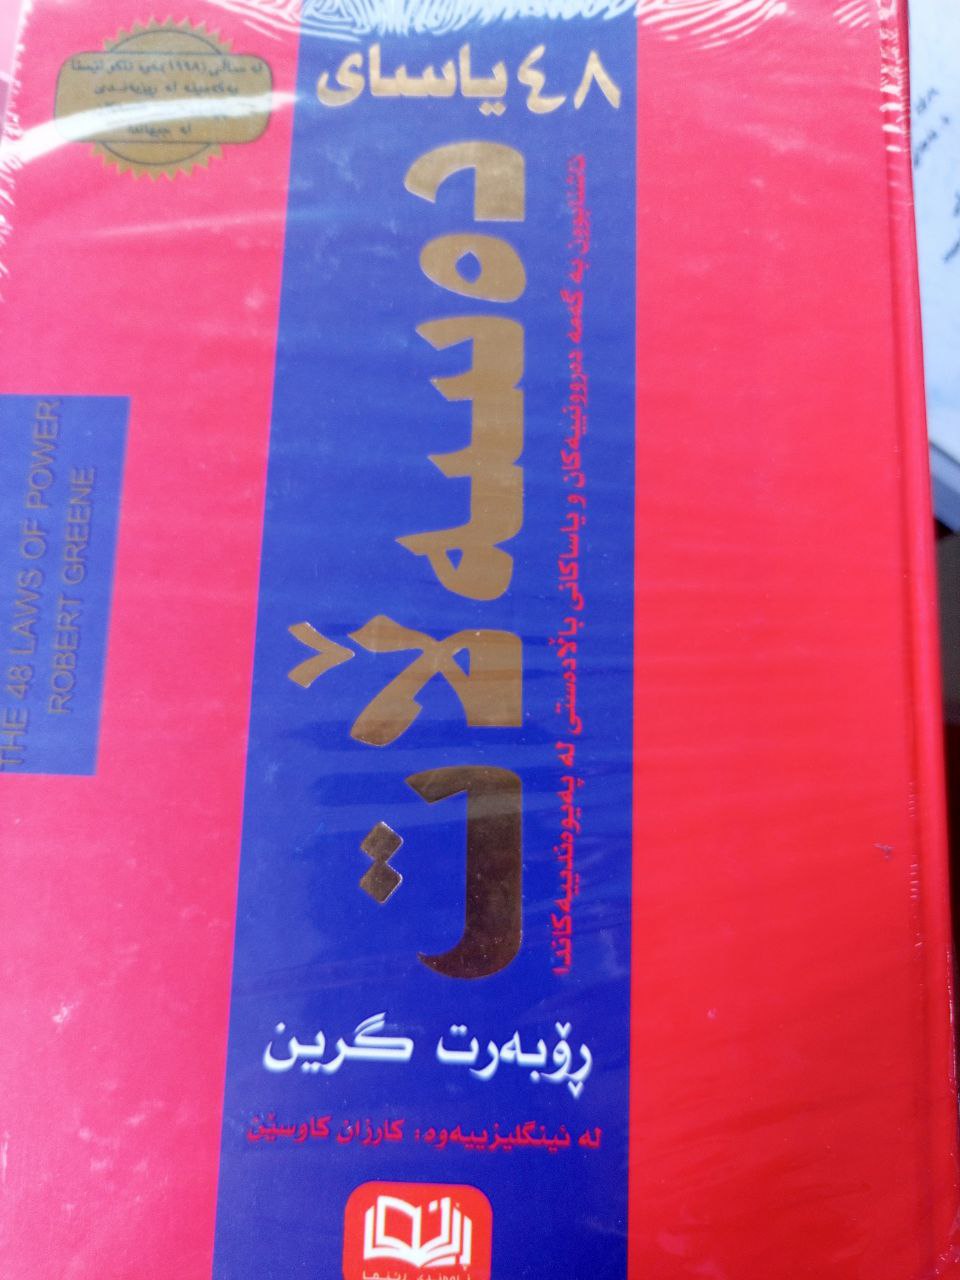 ٤٨ یاسای
دەسەڵات
ئاشنابوون بە گەمە دەروونییەکان و یاساکانی باڵادەستی لە پەیوەندییەکاندا
ڕۆبەرت گرین
لە ئینگلیزییەوە: کارزان کاوسێن
THE 48 LAWS OF POWER
ROBERT GREENE